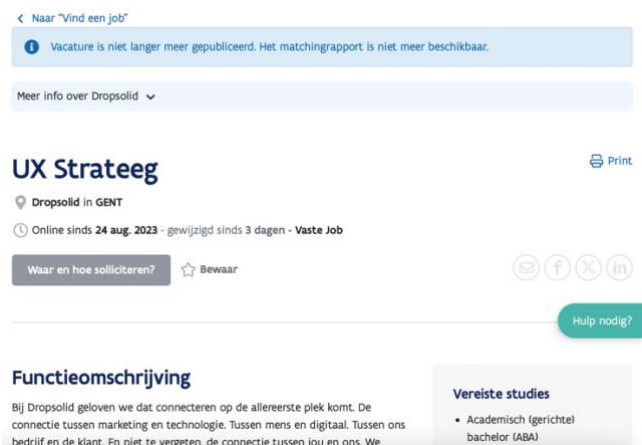 Naar "Vind een job"
Vacature is niet langer meer gepubliceerd. Het matchingrapport is niet meer beschikbaar.
Meer info over Dropsolid
UX Strateeg
Print
Dropsolid in GENT
Online sinds 24 aug. 2023 - gewijzigd sinds 3 dagen - Vaste Job
Waar en hoe solliciteren?
Bewaar
Hulp nodig?
Functieomschrijving
Bij Dropsolid geloven we dat connecteren op de allereerste plek komt. De
connectie tussen marketing en technologie. Tussen mens en digitaal. Tussen ons
bedrijf en de klant. En niet te vergeten, de connectie tussen jou en ons. We
Vereiste studies
• Academisch (gerichte)
bachelor (ABA)